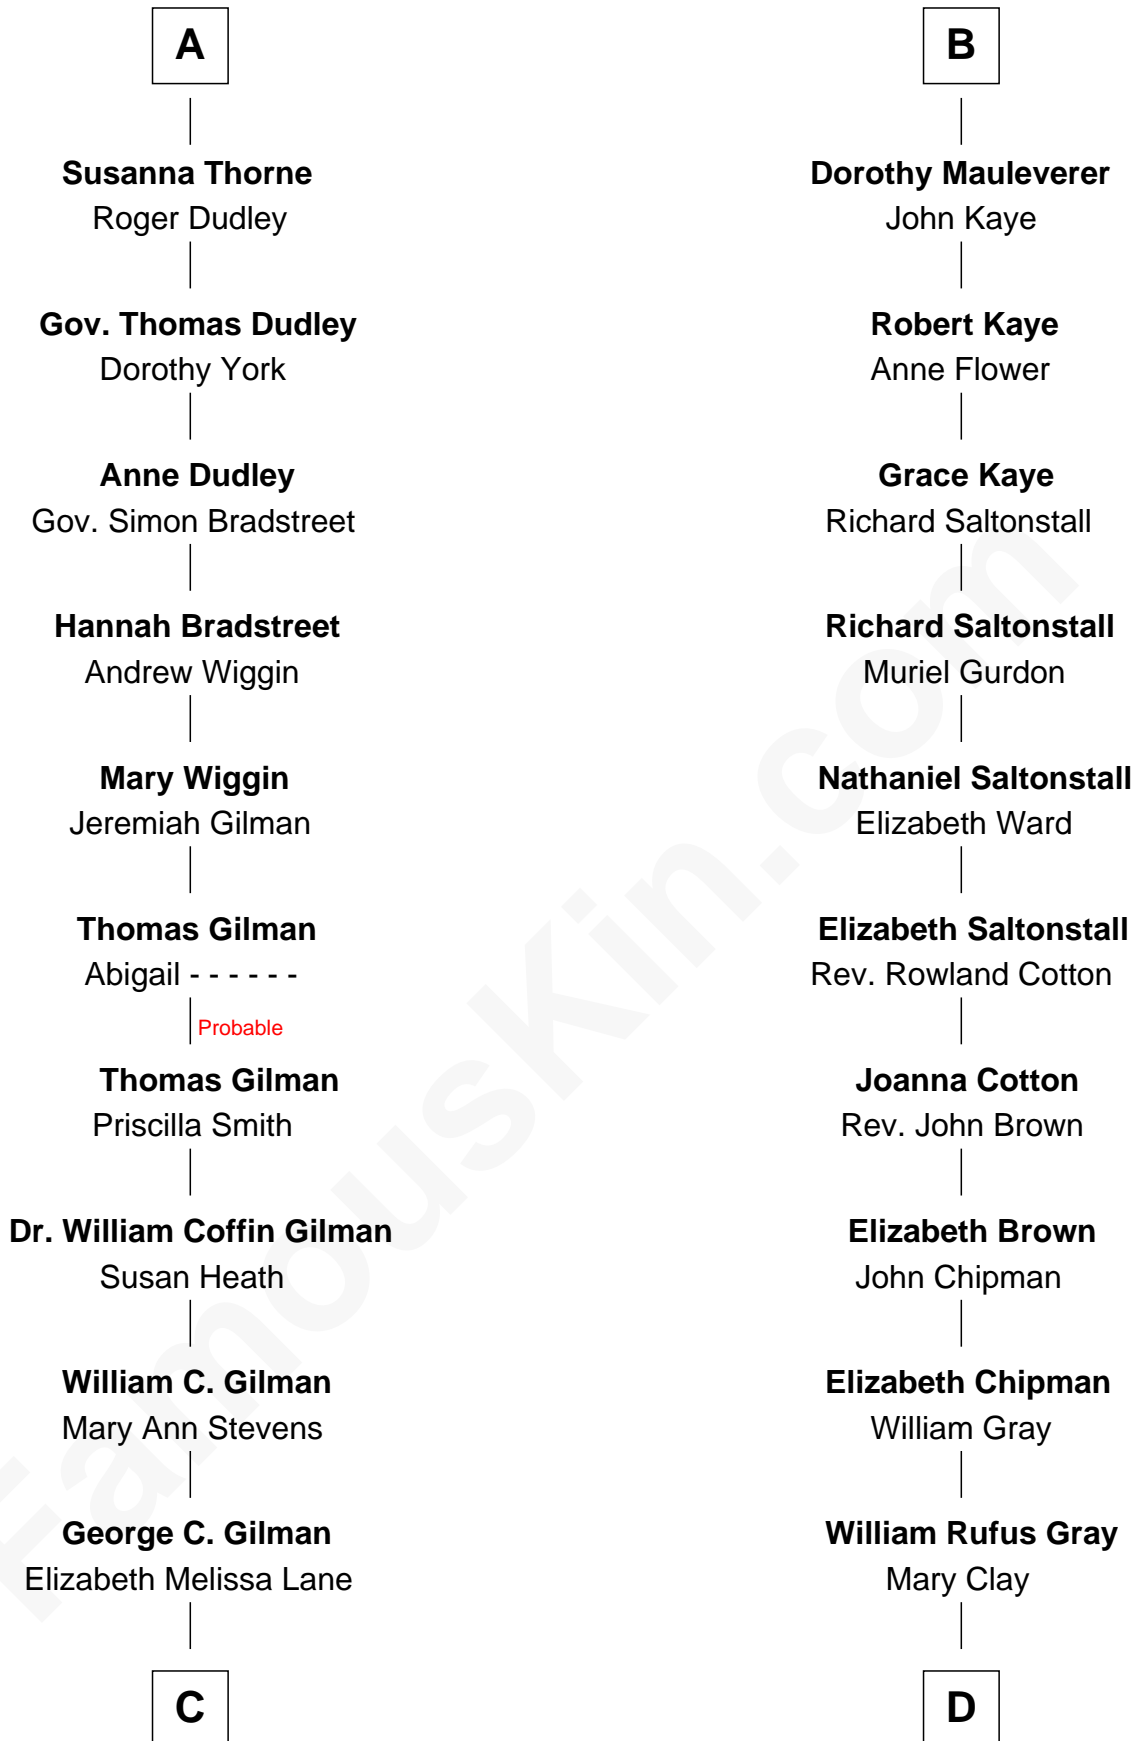 A
Susanna Thorne
Roger Dudley
Gov. Thomas Dudley
Dorothy York
Anne Dudley
Gov. Simon Bradstreet
Hannah Bradstreet
Andrew Wiggin
Mary Wiggin
Jeremiah Gilman
Thomas Gilman
Abigail - - - - - -
Probable
Thomas Gilman
Priscilla Smith
Dr. William Coffin Gilman
Susan Heath
William C. Gilman
Mary Ann Stevens
George C. Gilman
Elizabeth Melissa Lane
C
B
Dorothy Mauleverer
John Kaye
Robert Kaye
Anne Flower
Grace Kaye
Richard Saltonstall
Richard Saltonstall
Muriel Gurdon
Nathaniel Saltonstall
Elizabeth Ward
Elizabeth Saltonstall
Rev. Rowland Cotton
Joanna Cotton
Rev. John Brown
Elizabeth Brown
John Chipman
Elizabeth Chipman
William Gray
William Rufus Gray
Mary Clay
D
FamousKin.com